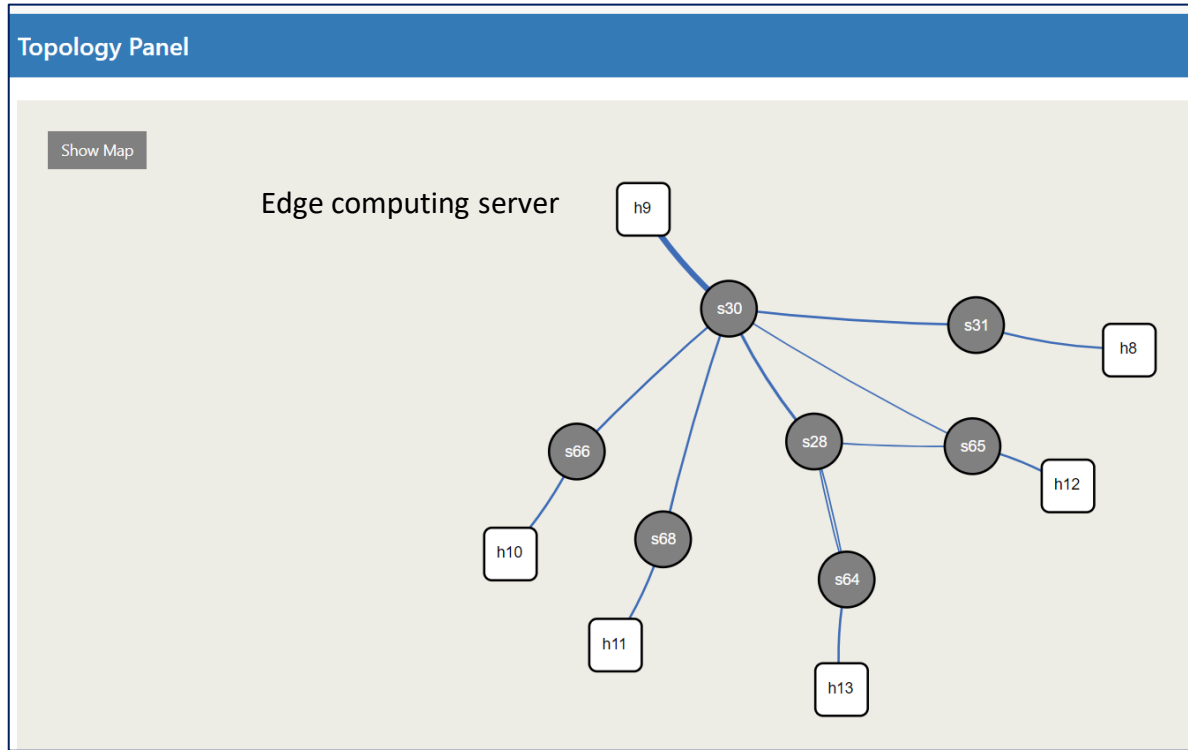 Topology Panel
Show Map
Edge computing server
h9
s30
s31
h8
s28
s65
s66
h12
s68
h10
s64
h11
h13